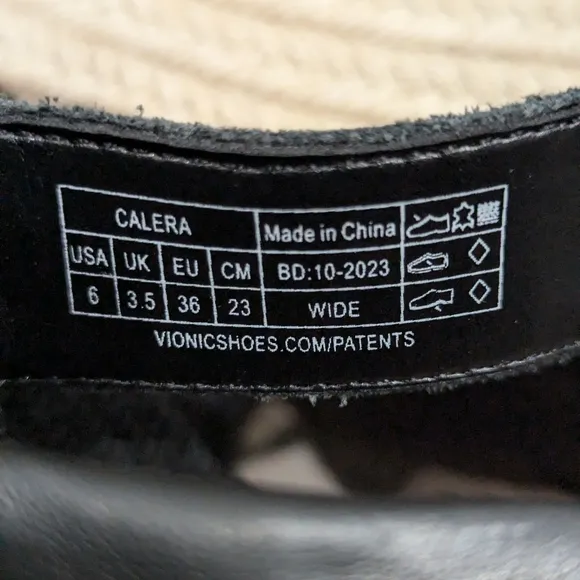 CALERA
Made in China
USA UK EU CM
BD:10-2023
6 3.5 36 23
WIDE
VIONICSHOES.COM/PATENTS